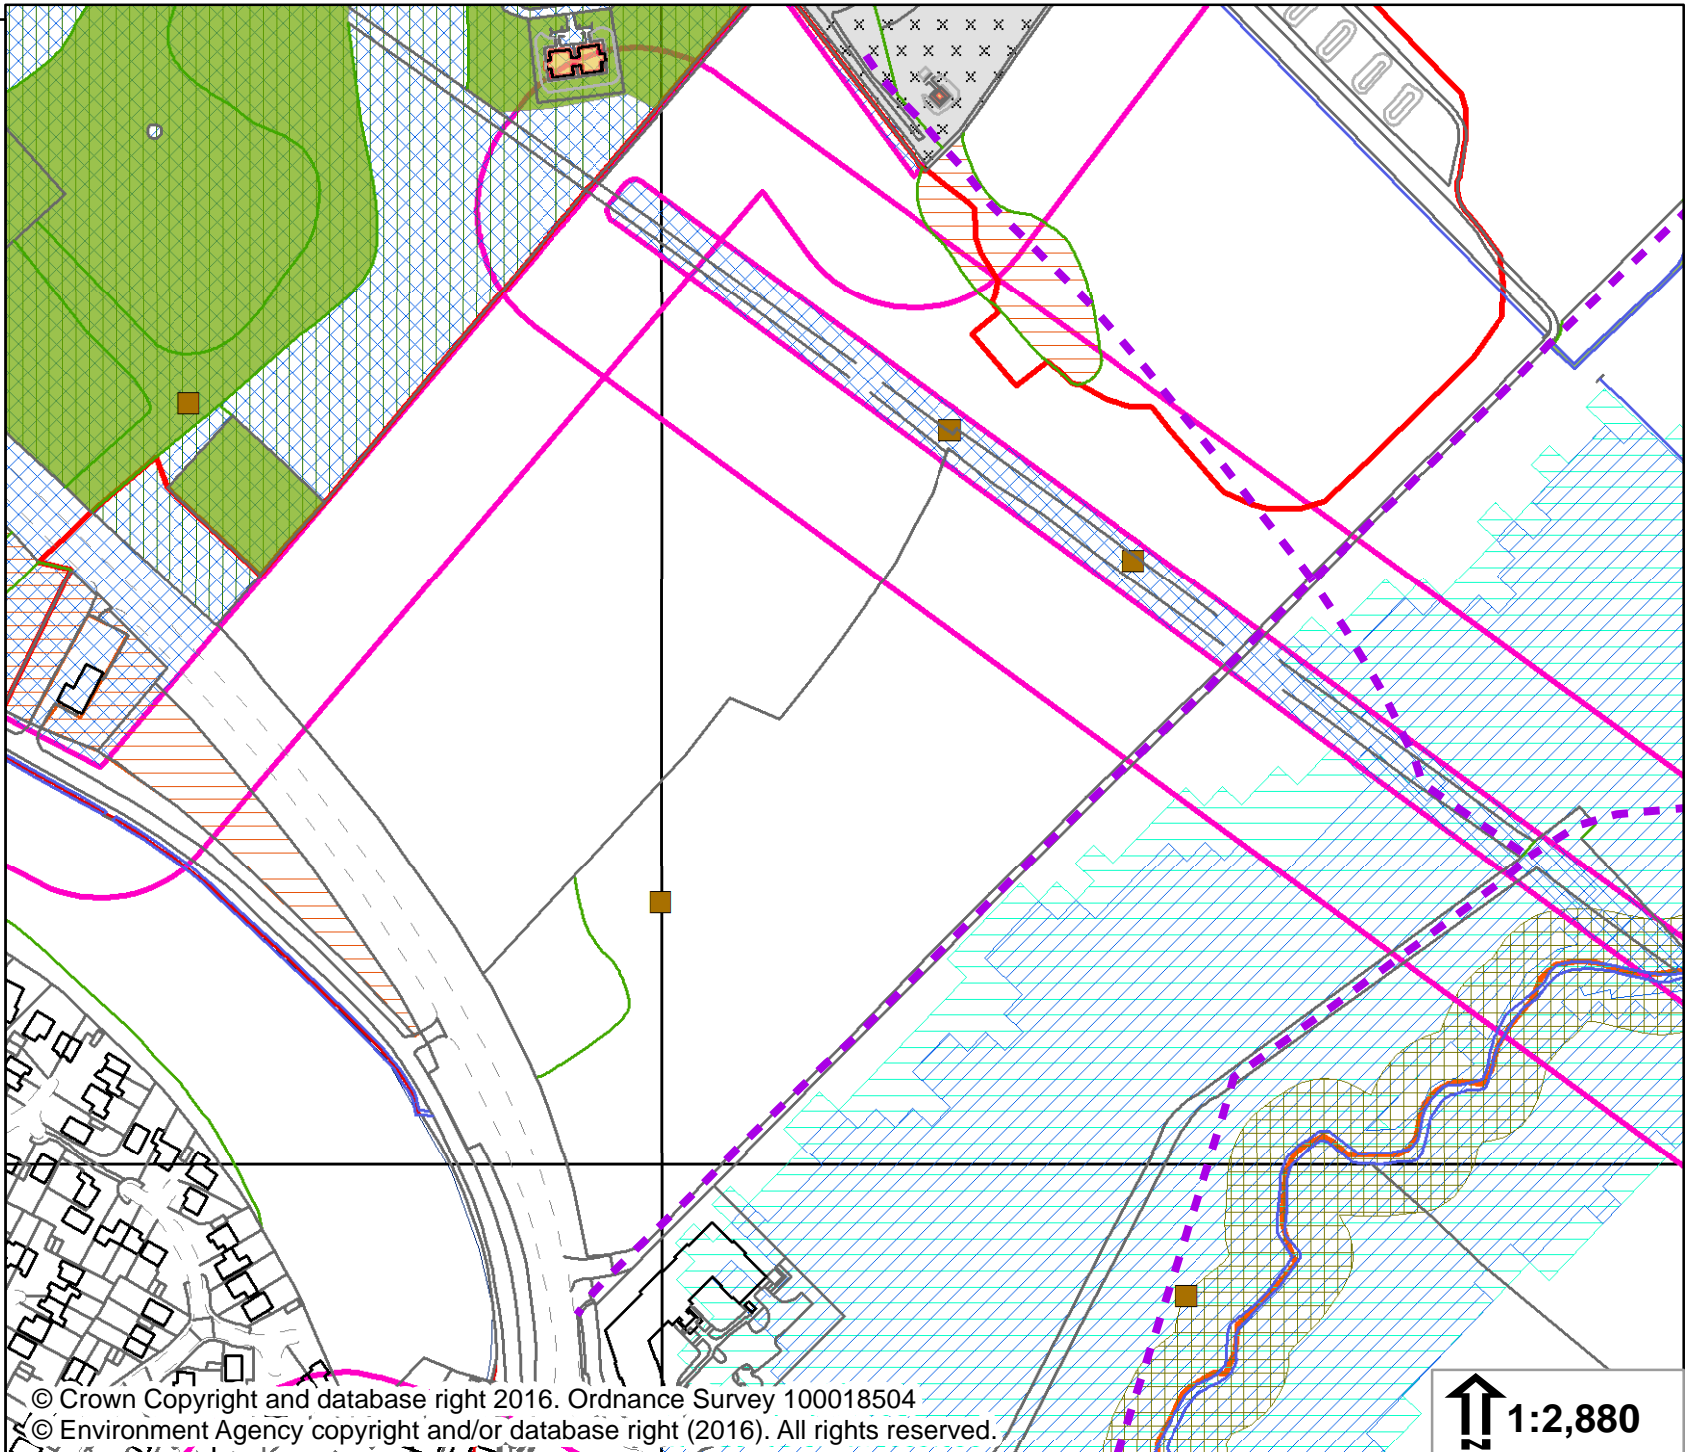 © Crown Copyright and database right 2016. Ordnance Survey 100018504
© Environment Agency copyright and/or database right (2016). All rights reserved.
N
1:2,880